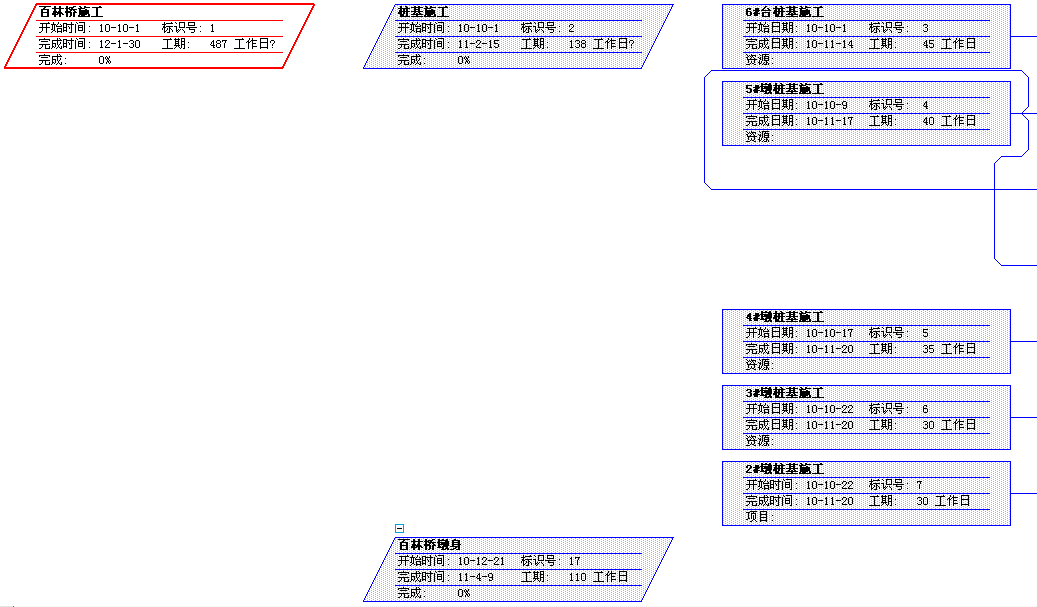 百林桥施工
开始时间: 10-10-1 标识号: 1
完成时间: 12-1-30 工期: 487 工作日?
完成: 0%
桩基施工
开始时间: 10-10-1 标识号: 2
完成时间: 11-2-15 工期: 138 工作日?
完成: 0%
6#台桩基施工
开始日期: 10-10-1 标识号: 3
完成日期: 10-11-14 工期: 45 工作日
资源:
5#墩桩基施工
开始日期: 10-10-9 标识号: 4
完成日期: 10-11-17 工期: 40 工作日
资源:
4#墩桩基施工
开始日期: 10-10-17 标识号: 5
完成日期: 10-11-20 工期: 35 工作日
资源:
3#墩桩基施工
开始日期: 10-10-22 标识号: 6
完成日期: 10-11-20 工期: 30 工作日
资源:
2#墩桩基施工
开始时间: 10-10-22 标识号: 7
完成时间: 10-11-20 工期: 30 工作日
项目:
百林桥墩身
开始时间: 10-12-21 标识号: 17
完成时间: 11-4-9 工期: 110 工作日
完成: 0%